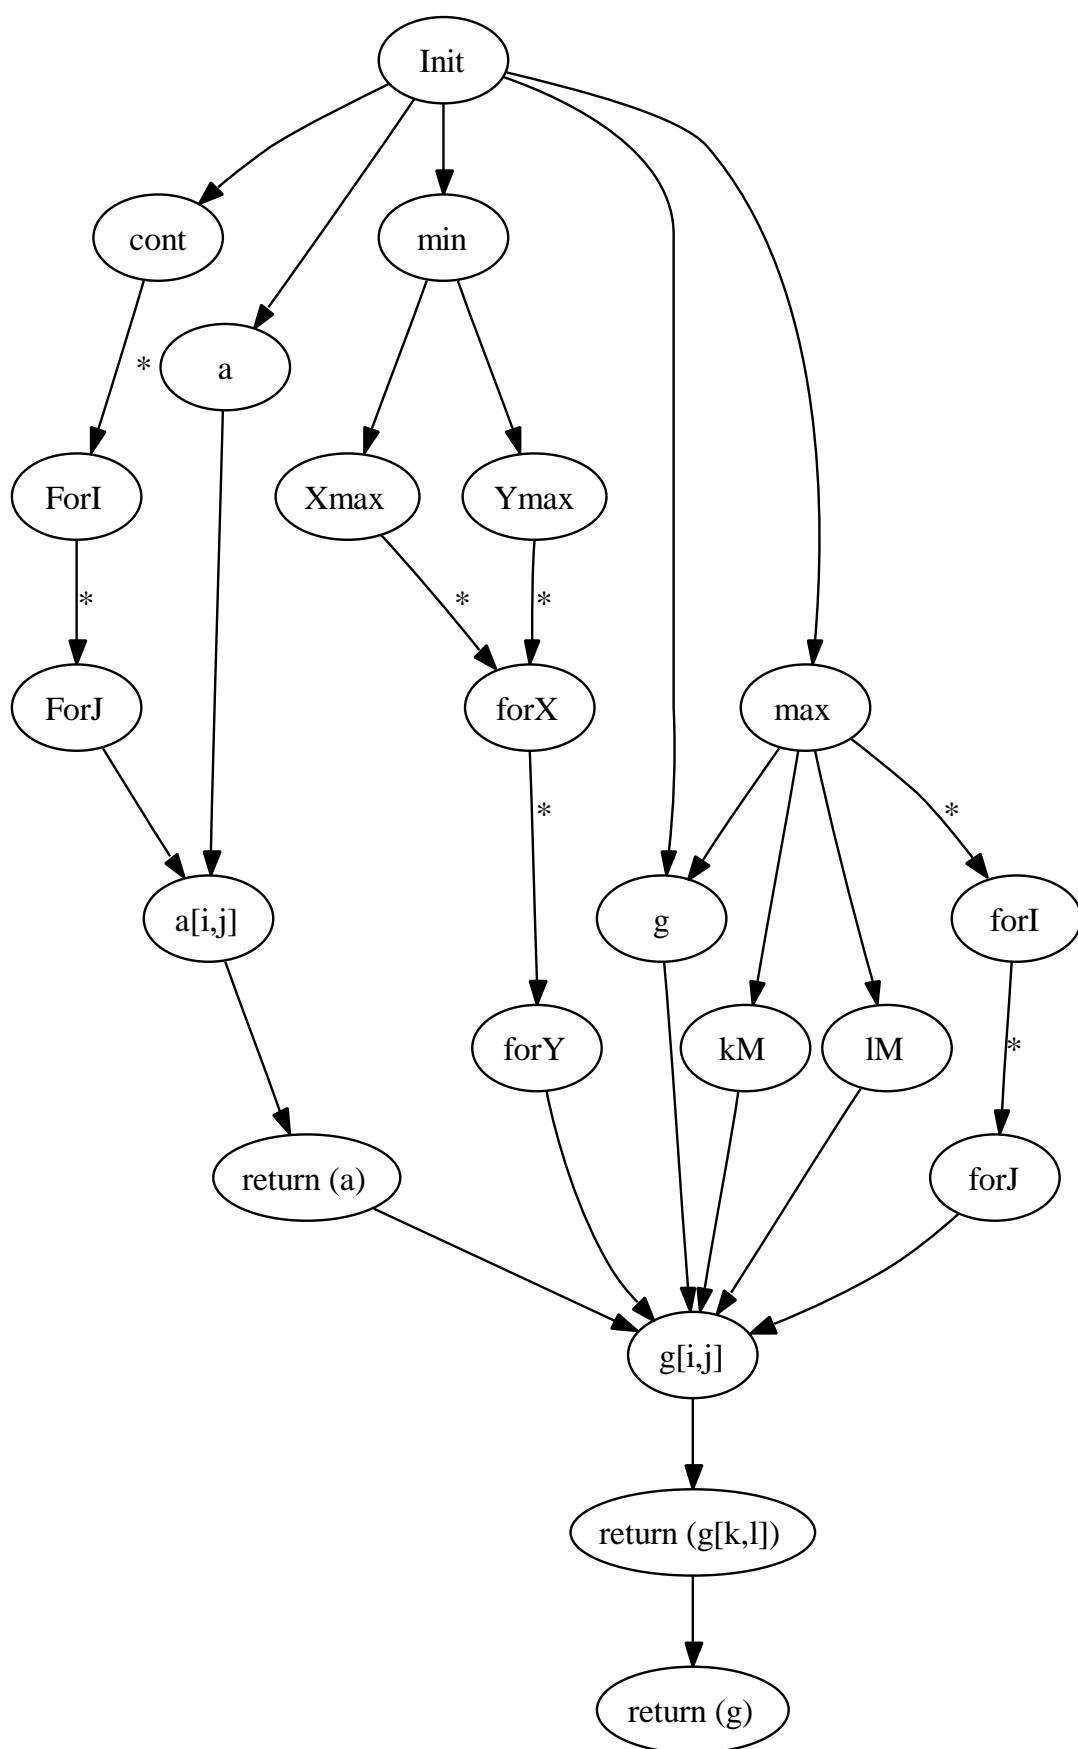 Init
cont
min
a
*
ForI
Xmax
Ymax
*
*
*
ForJ
forX
max
*
*
a[i,j]
g
forI
forY
kM
lM
*
return (a)
forJ
g[i,j]
return (g[k,l])
return (g)